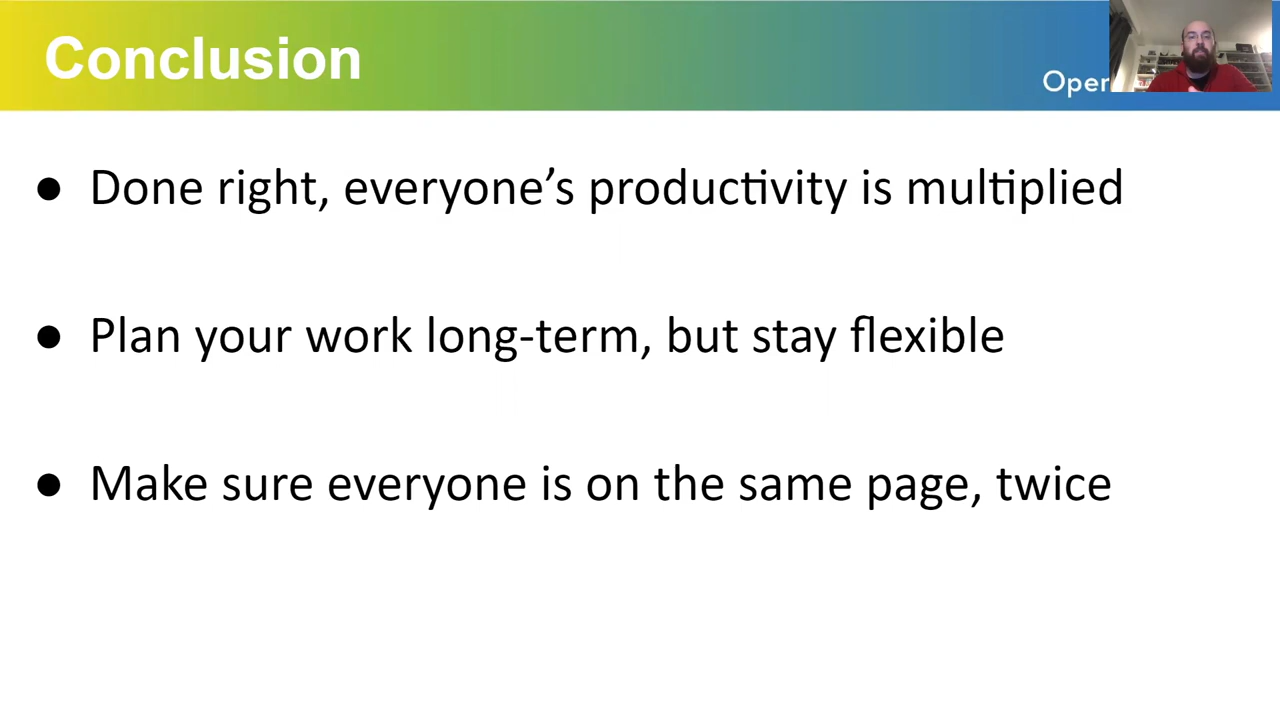 Conclusion
Oper
● Done right, everyone’s productivity is multiplied
● Plan your work long-term, but stay flexible
● Make sure everyone is on the same page, twice